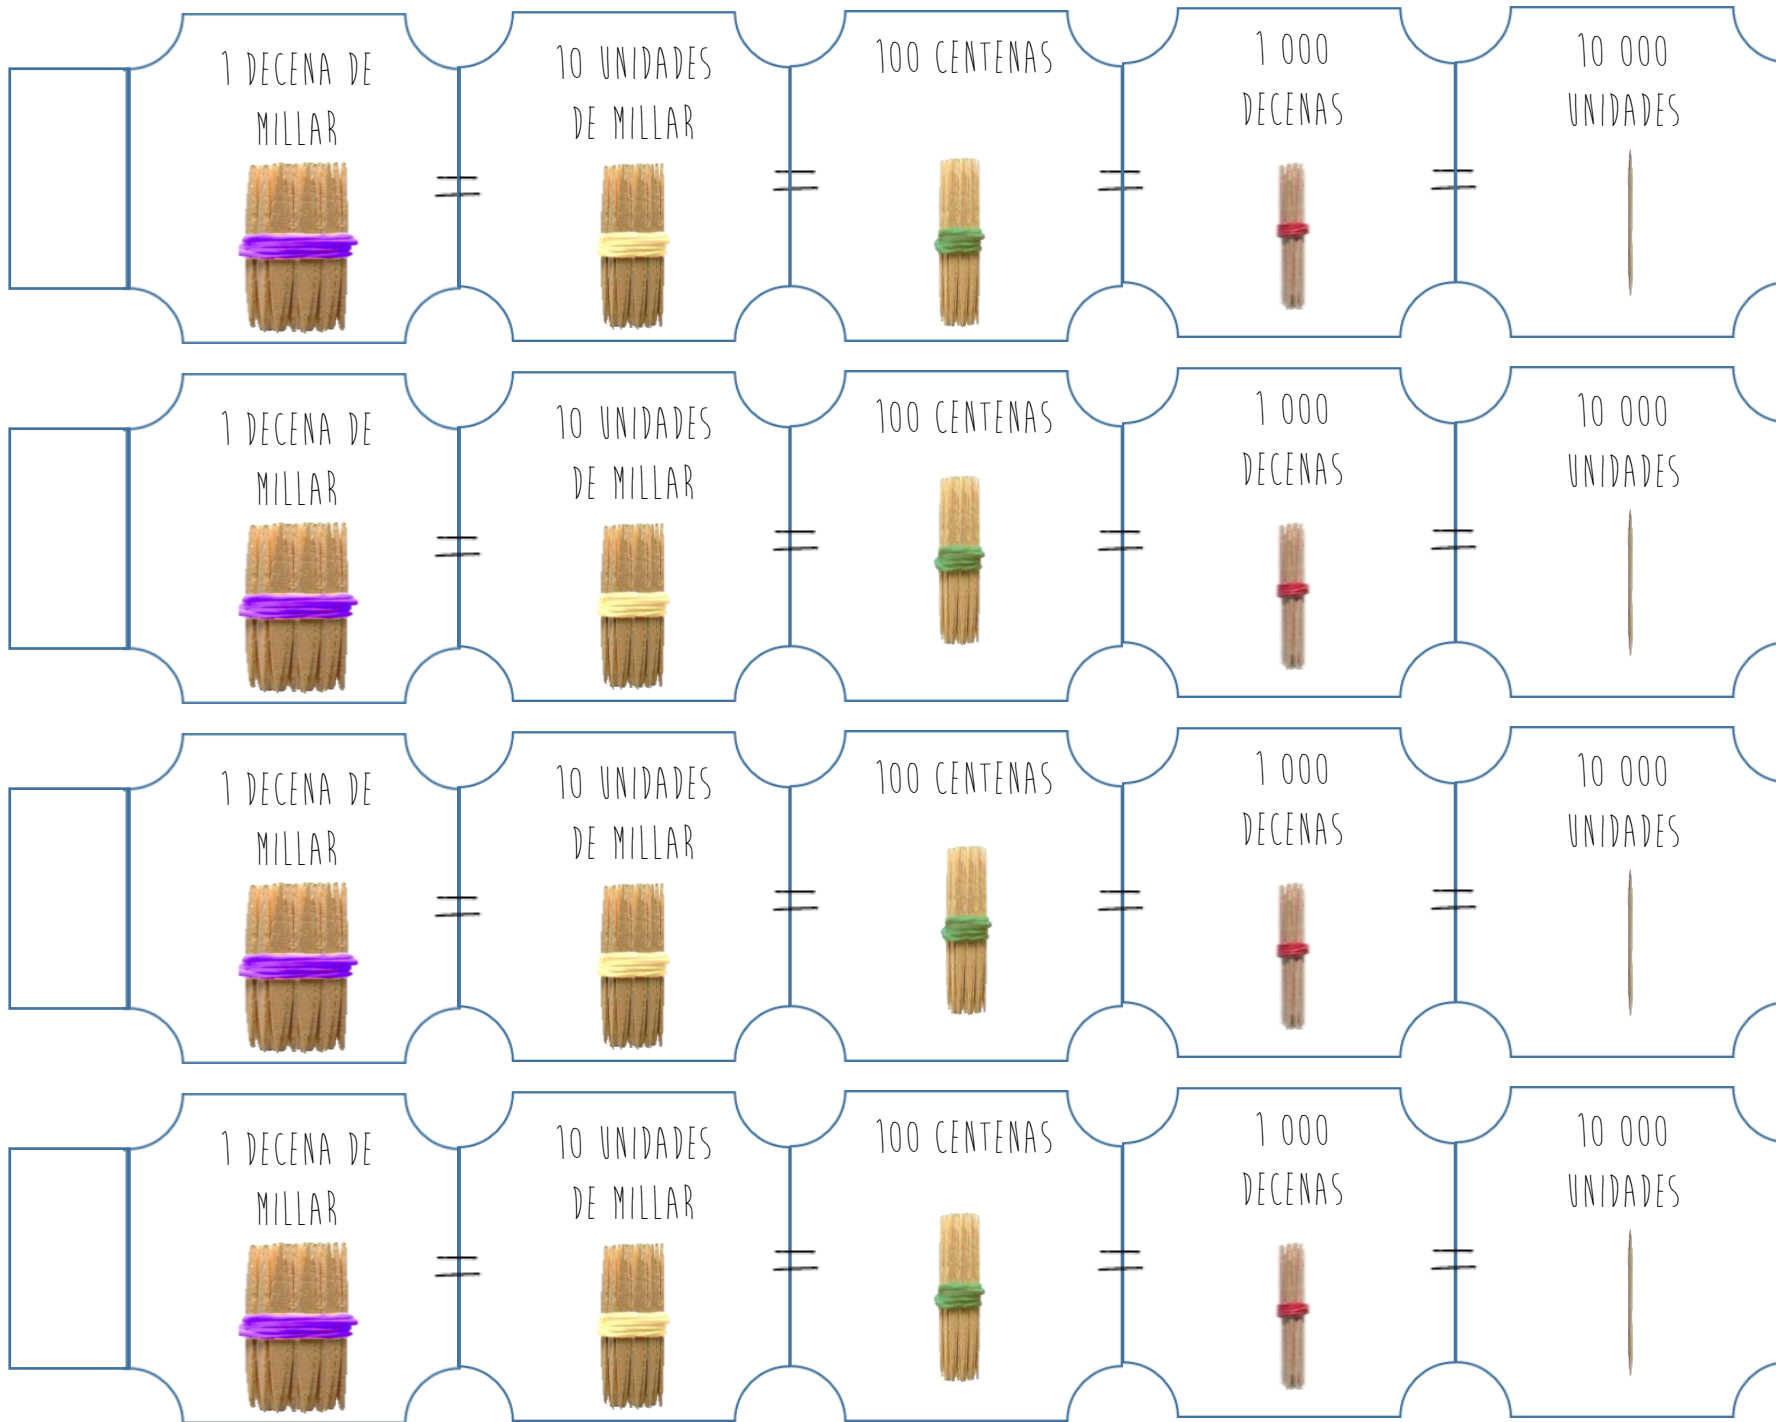 1 DECENA DE
MILLAR
=
10 UNIDADES
DE MILLAR
=
100 CENTENAS
=
1 000
DECENAS
=
10 000
UNIDADES
1 DECENA DE
MILLAR
=
10 UNIDADES
DE MILLAR
=
100 CENTENAS
=
1 000
DECENAS
=
10 000
UNIDADES
1 DECENA DE
MILLAR
=
10 UNIDADES
DE MILLAR
=
100 CENTENAS
=
1 000
DECENAS
=
10 000
UNIDADES
1 DECENA DE
MILLAR
=
10 UNIDADES
DE MILLAR
=
100 CENTENAS
=
1 000
DECENAS
=
10 000
UNIDADES